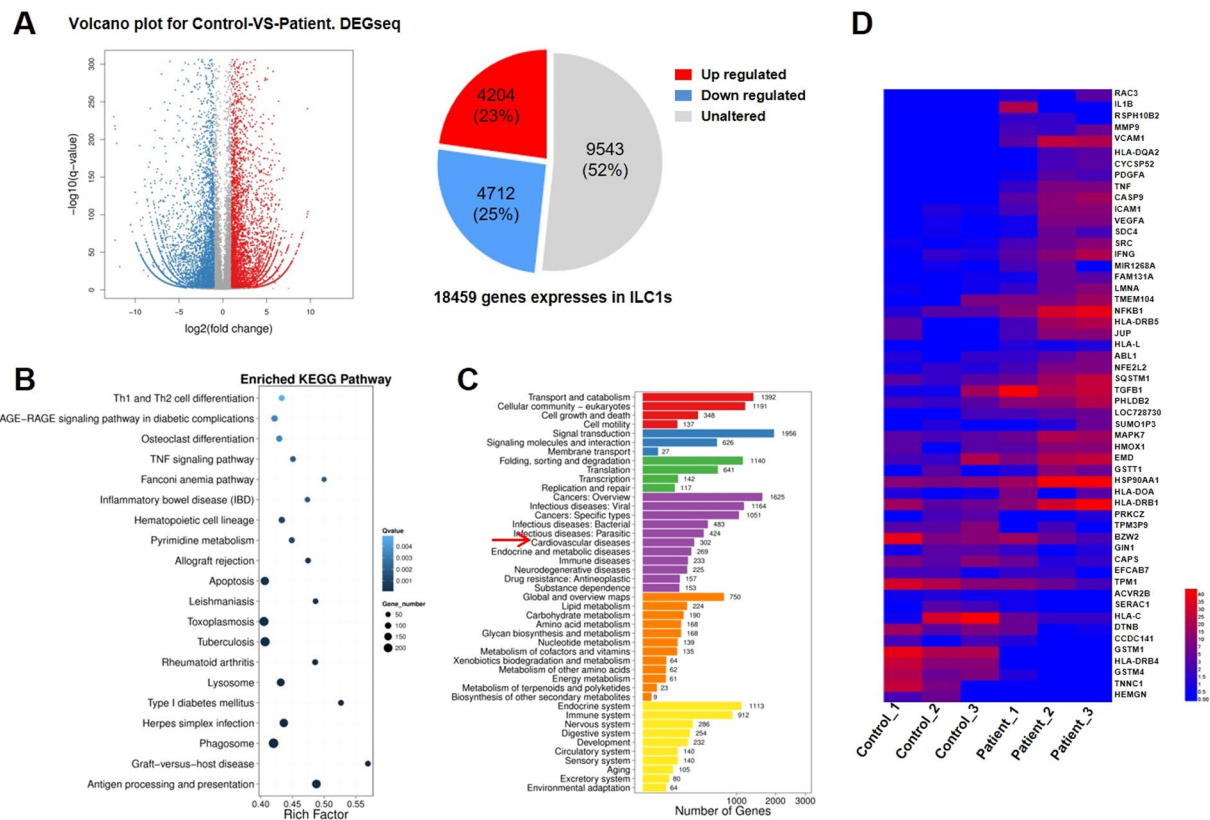 A
Volcano plot for Control-VS-Patient. DEGseq
300
250
200
150
100
50
0
−log10(q−value)
−10
−5
0
5
10
log2(fold change)
4204
(23%)
4712
(25%)
9543
(52%)
Up regulated
Down regulated
Unaltered
18459 genes expresses in ILC1s
B
Enriched KEGG Pathway
Th1 and Th2 cell differentiation
AGE−RAGE signaling pathway in diabetic complications
Osteoclast differentiation
TNF signaling pathway
Fanconi anemia pathway
Inflammatory bowel disease (IBD)
Hematopoietic cell lineage
Pyrimidine metabolism
Allograft rejection
Apoptosis
Leishmaniasis
Toxoplasmosis
Tuberculosis
Rheumatoid arthritis
Lysosome
Type I diabetes mellitus
Herpes simplex infection
Phagosome
Graft−versus−host disease
Antigen processing and presentation
0.40
0.45
0.50
0.55
Rich Factor
Qvalue
0.004
0.003
0.002
0.001
Gene_number
50
100
150
200
C
Transport and catabolism 1392
Cellular community − eukaryotes 1191
Cell growth and death 348
Cell motility 137
Signal transduction 1956
Signaling molecules and interaction 626
Membrane transport 27
Folding, sorting and degradation 1140
Translation 641
Transcription 142
Replication and repair 117
Cancers: Overview 1625
Infectious diseases: Viral 1164
Cancers: Specific types 1051
Infectious diseases: Bacterial 483
Infectious diseases: Parasitic 424
Cardiovascular diseases 302
Endocrine and metabolic diseases 269
Immune diseases 233
Neurodegenerative diseases 225
Drug resistance: Antineoplastic 157
Substance dependence 153
Global and overview maps 750
Lipid metabolism 224
Carbohydrate metabolism 190
Amino acid metabolism 168
Glycan biosynthesis and metabolism 168
Nucleotide metabolism 139
Metabolism of cofactors and vitamins 135
Xenobiotics biodegradation and metabolism 64
Metabolism of other amino acids 62
Energy metabolism 61
Metabolism of terpenoids and polyketides 23
Biosynthesis of other secondary metabolites 9
Endocrine system 1113
Immune system 912
Nervous system 286
Digestive system 254
Development 232
Circulatory system 140
Sensory system 140
Aging 105
Excretory system 80
Environmental adaptation 64
1000
2000
3000
Number of Genes
D
RAC3
IL1B
RSPH10B2
MMP9
VCAM1
HLA-DQA2
CYCSP52
PDGFA
TNF
CASP9
ICAM1
VEGFA
SDC4
SRC
IFNG
MIR1268A
FAM131A
LMNA
TMEM104
NFKB1
HLA-DRB5
JUP
HLA-L
ABL1
NFE2L2
SQSTM1
TGFB1
PHLDB2
LOC728730
SUMO1P3
MAPK7
HMOX1
EMD
GSTT1
HSP90AA1
HLA-DOA
HLA-DRB1
PRKCZ
TPM3P9
BZW2
GIN1
CAPS
EFCAB7
TPM1
ACVR2B
SERAC1
HLA-C
DTNB
CCDC141
GSTM1
HLA-DRB4
GSTM4
TNNC1
HEMGN
Control_1
Control_2
Control_3
Patient_1
Patient_2
Patient_3